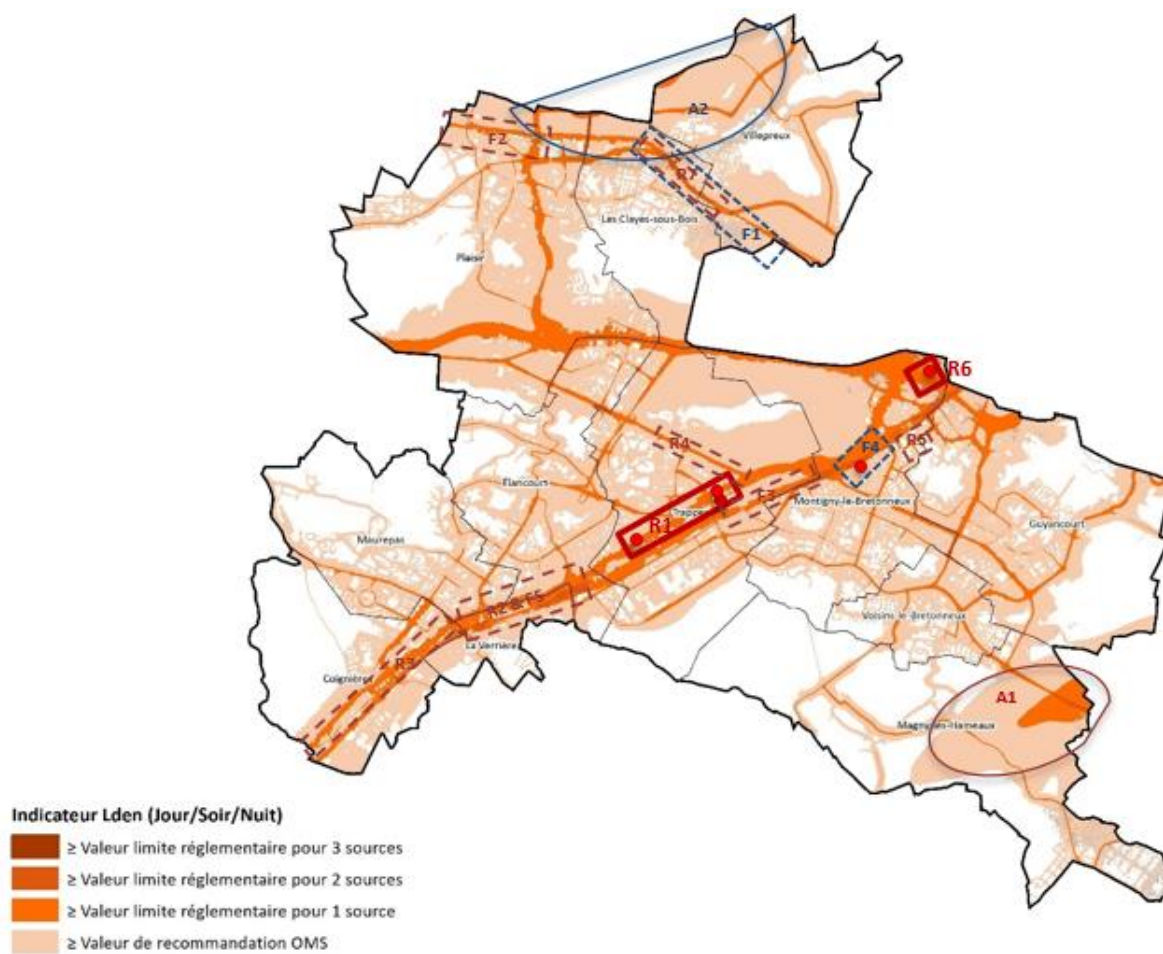 A2
F2
Villepreux
R7
Les Clayes-sous-Bois
F1
Plaisir
R6
R4
F4
R5
Élancourt
Trappes
F3
Montigny-le-Bretonneux
R1
Guyancourt
Maurepas
R2 & F5
Voisins-le-Bretonneux
La Verrière
R3
Coignières
A1
Magny-les-Hameaux
Indicateur Lden (Jour/Soir/Nuit)
≥ Valeur limite réglementaire pour 3 sources
≥ Valeur limite réglementaire pour 2 sources
≥ Valeur limite réglementaire pour 1 source
≥ Valeur de recommandation OMS